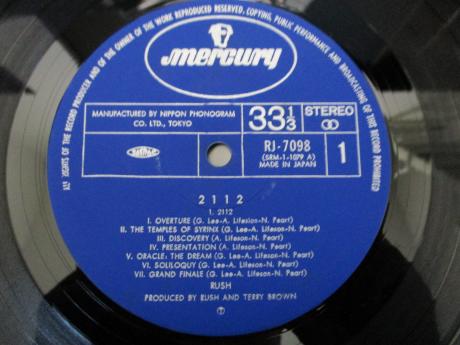 ALL RIGHTS OF THE RECORD PRODUCER AND OF THE OWNER OF THE WORK REPRODUCED RESERVED, COPYING, PUBLIC PERFORMANCE AND BROADCASTING OF THIS RECORD PROHIBITED
mercury
MANUFACTURED BY NIPPON PHONOGRAM
CO. LTD., TOKYO
33 1/3
STEREO
RJ-7098
(SRM-1-1079 A)
MADE IN JAPAN
1
2112
1. 2112
I. OVERTURE (G. Lee-A. Lifeson-N. Peart)
II. THE TEMPLES OF SYRINX (G. Lee-A. Lifeson-N. Peart)
III. DISCOVERY (A. Lifeson-N. Peart)
IV. PRESENTATION (A. Lifeson-N. Peart)
V. ORACLE: THE DREAM (G. Lee-A. Lifeson-N. Peart)
VI. SOLILOQUY (G. Lee-A. Lifeson-N. Peart)
VII. GRAND FINALE (G. Lee-A. Lifeson-N. Peart)
RUSH
PRODUCED BY RUSH AND TERRY BROWN